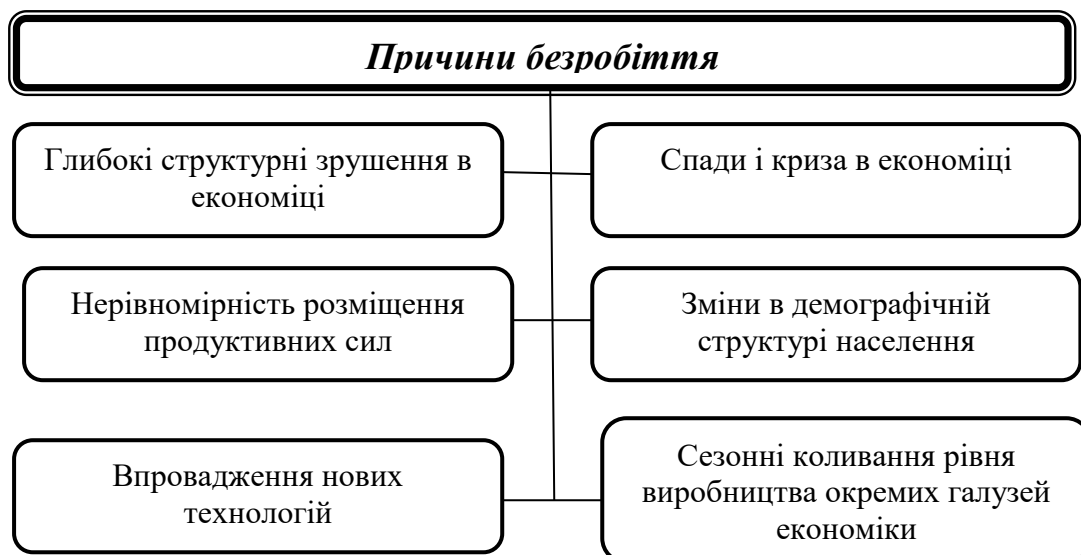 Причини безробіття
Глибокі структурні зрушення в
економіці
Спади і криза в економіці
Нерівномірність розміщення
продуктивних сил
Зміни в демографічній
структурі населення
Впровадження нових
технологій
Сезонні коливання рівня
виробництва окремих галузей
економіки